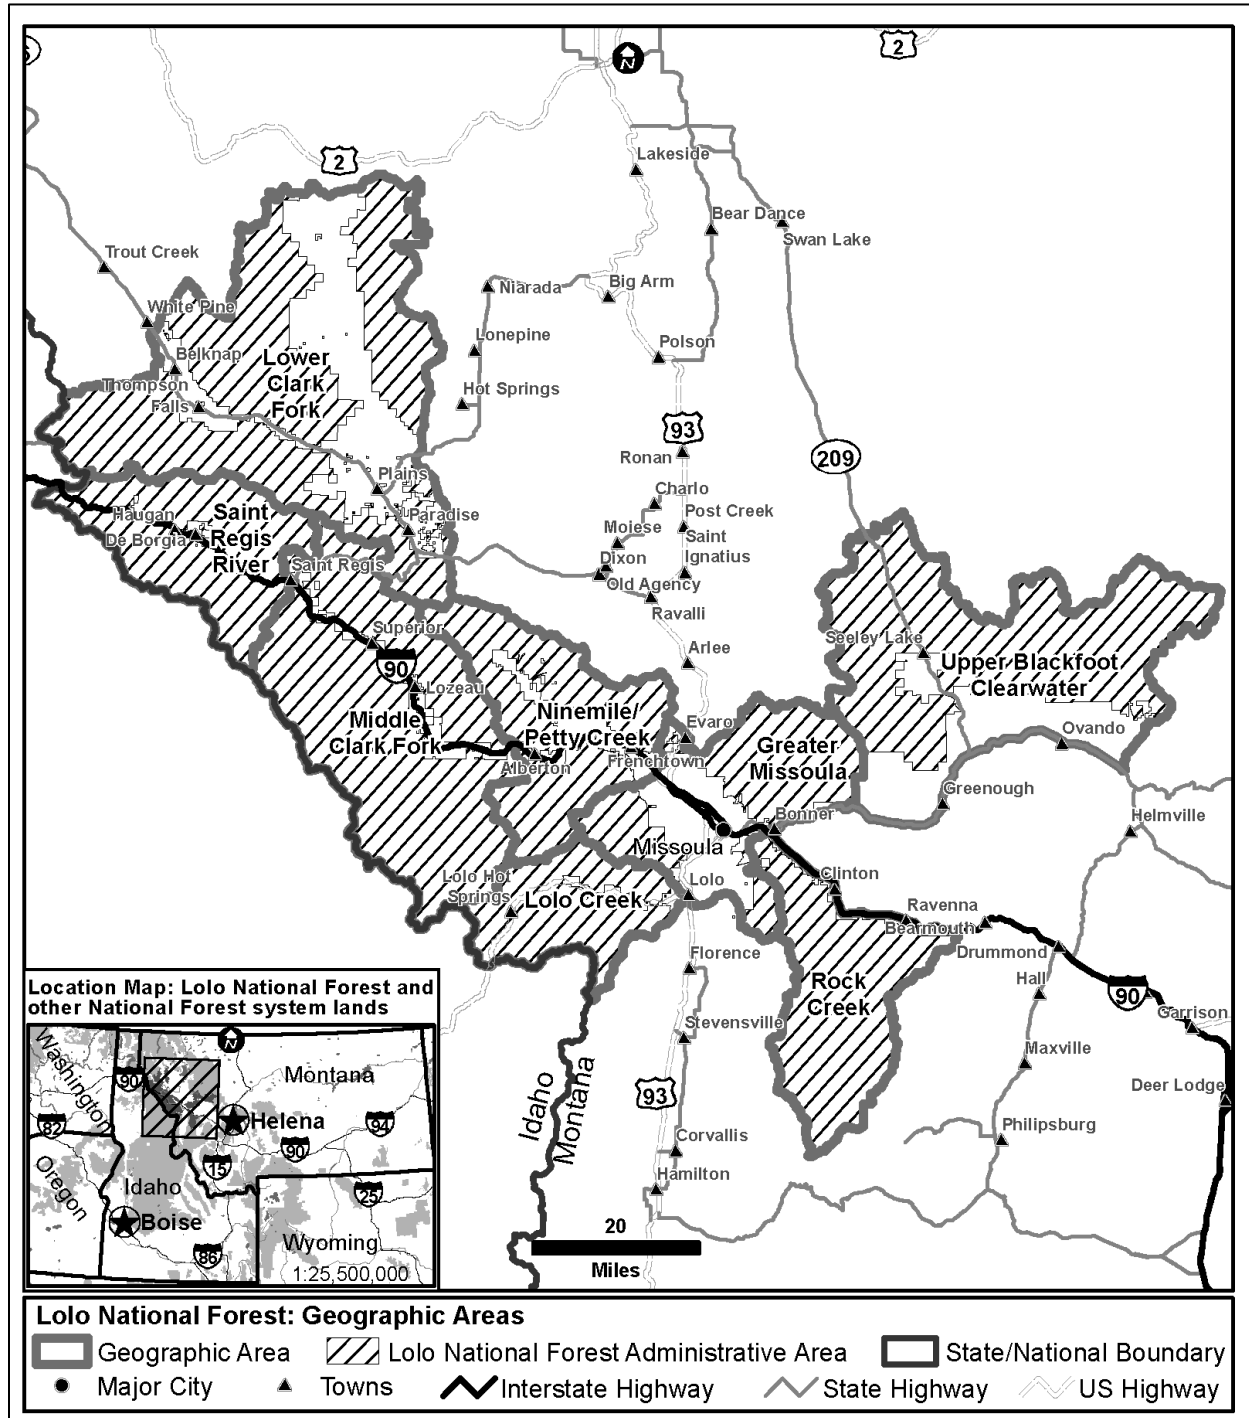 N
2
2
Lakeside
Bear Dance
Swan Lake
Trout Creek
Big Arm
Niarada
White Pine
Lonepine
Polson
Belknap
Lower
Clark
Fork
Thompson
Falls
Hot Springs
93
209
Ronan
Plains
Charlo
Post Creek
Paradise
Moiese
Saint
Ignatius
Haugan
De Borgia
Saint
Regis
River
Saint Regis
Dixon
Old Agency
Ravalli
Superior
90
Arlee
Seeley Lake
Upper Blackfoot
Clearwater
Lozeau
Middle
Clark Fork
Ninemile/
Petty Creek
Evaro
Ovando
Alberton
Frenchtown
Greater
Missoula
Greenough
Bonner
Helmville
Missoula
Lolo Hot
Springs
Lolo
Clinton
Lolo Creek
Ravenna
Bearmouth
Florence
Drummond
Rock
Creek
Hall
90
Garrison
Stevensville
Maxville
Deer Lodge
Idaho
Montana
93
Corvallis
Philipsburg
Hamilton
20
Miles
Location Map: Lolo National Forest and
other National Forest system lands
N
Washington
90
Montana
82
Helena
94
90
15
Oregon
Idaho
25
Boise
Wyoming
86
1:25,500,000
Lolo National Forest: Geographic Areas
Geographic Area
Lolo National Forest Administrative Area
State/National Boundary
Major City
Towns
Interstate Highway
State Highway
US Highway